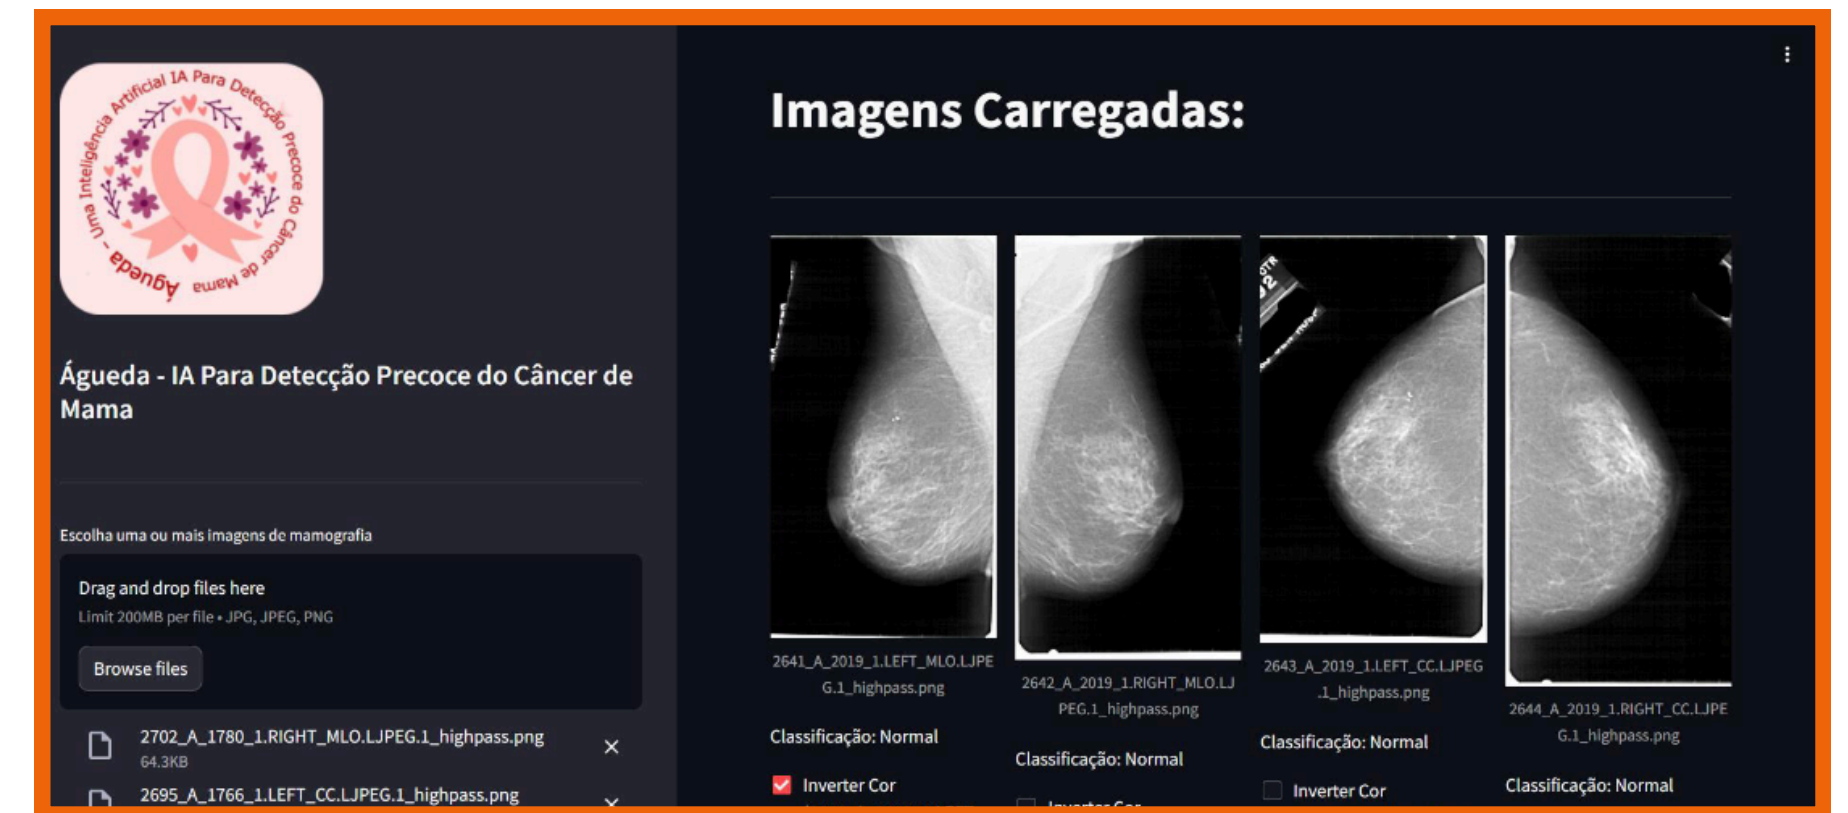 Águeda – Uma Inteligência Artificial IA Para Detecção Precoce do Câncer de Mama
Águeda - IA Para Detecção Precoce do Câncer de
Mama
Escolha uma ou mais imagens de mamografia
Drag and drop files here
Limit 200MB per file • JPG, JPEG, PNG
Browse files
2702_A_1780_1.RIGHT_MLO.LJPEG.1_highpass.png
64.3KB
2695_A_1766_1.LEFT_CC.LJPEG.1_highpass.png
Imagens Carregadas:
2641_A_2019_1.LEFT_MLO.LJPE
G.1_highpass.png
Classificação: Normal
Inverter Cor
2642_A_2019_1.RIGHT_MLO.LJ
PEG.1_highpass.png
Classificação: Normal
Inverter Cor
2643_A_2019_1.LEFT_CC.LJPEG
.1_highpass.png
Classificação: Normal
Inverter Cor
2644_A_2019_1.RIGHT_CC.LJPE
G.1_highpass.png
Classificação: Normal